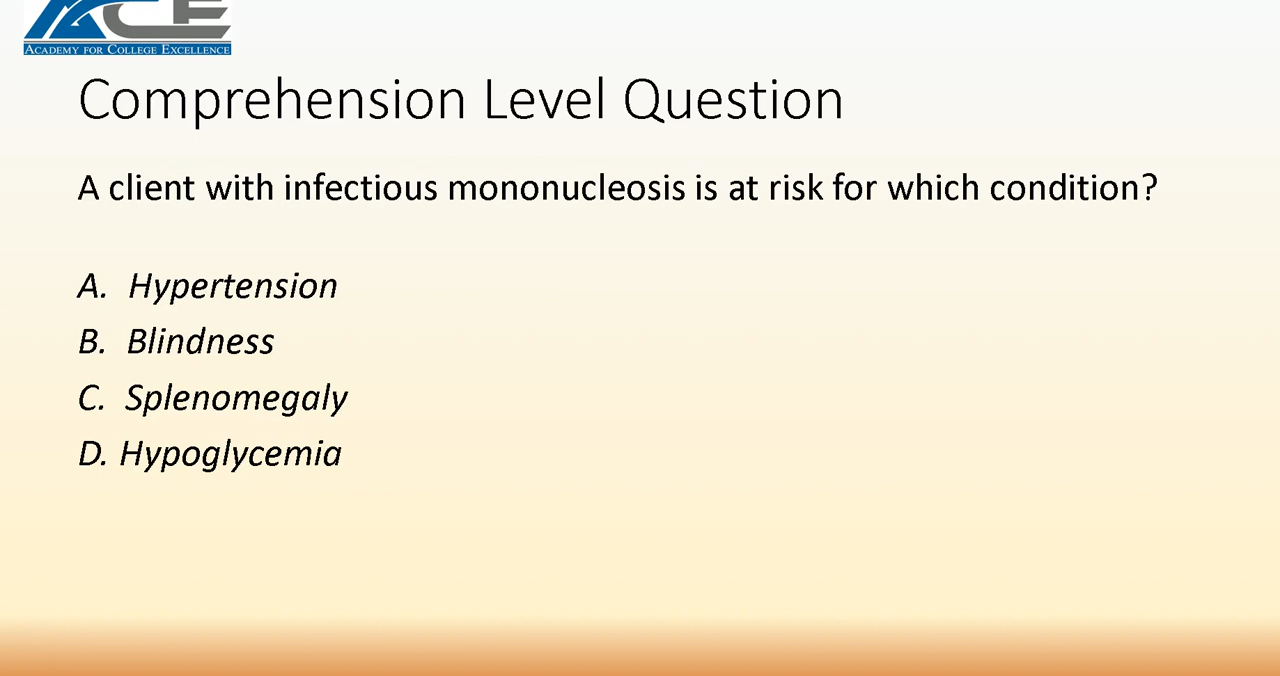 ACE
ACADEMY FOR COLLEGE EXCELLENCE
Comprehension Level Question
A client with infectious mononucleosis is at risk for which condition?
A. Hypertension
B. Blindness
C. Splenomegaly
D. Hypoglycemia